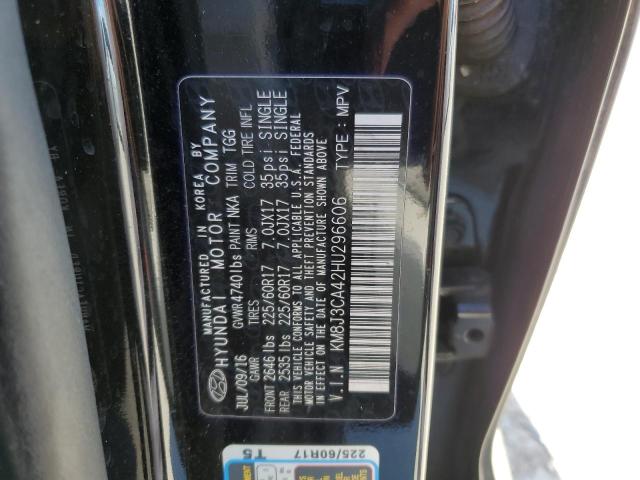 MANUFACTURED IN KOREA BY
HYUNDAI MOTOR COMPANY
JUL/09/16 GVWR 4740 lbs PAINT NKA TRIM TGG
GAWR TIRES RIMS COLD TIRE INFL
FRONT 2646 lbs 225/60R17 7.0JX17 35psi SINGLE
REAR 2535 lbs 225/60R17 7.0JX17 35psi SINGLE
THIS VEHICLE CONFORMS TO ALL APPLICABLE U.S.A. FEDERAL
MOTOR VEHICLE SAFETY AND THEFT PREVENTION STANDARDS
IN EFFECT ON THE DATE OF MANUFACTURE SHOWN ABOVE
V.I.N KM8J3CA42HU296606 TYPE : MPV
T5
225/60R17